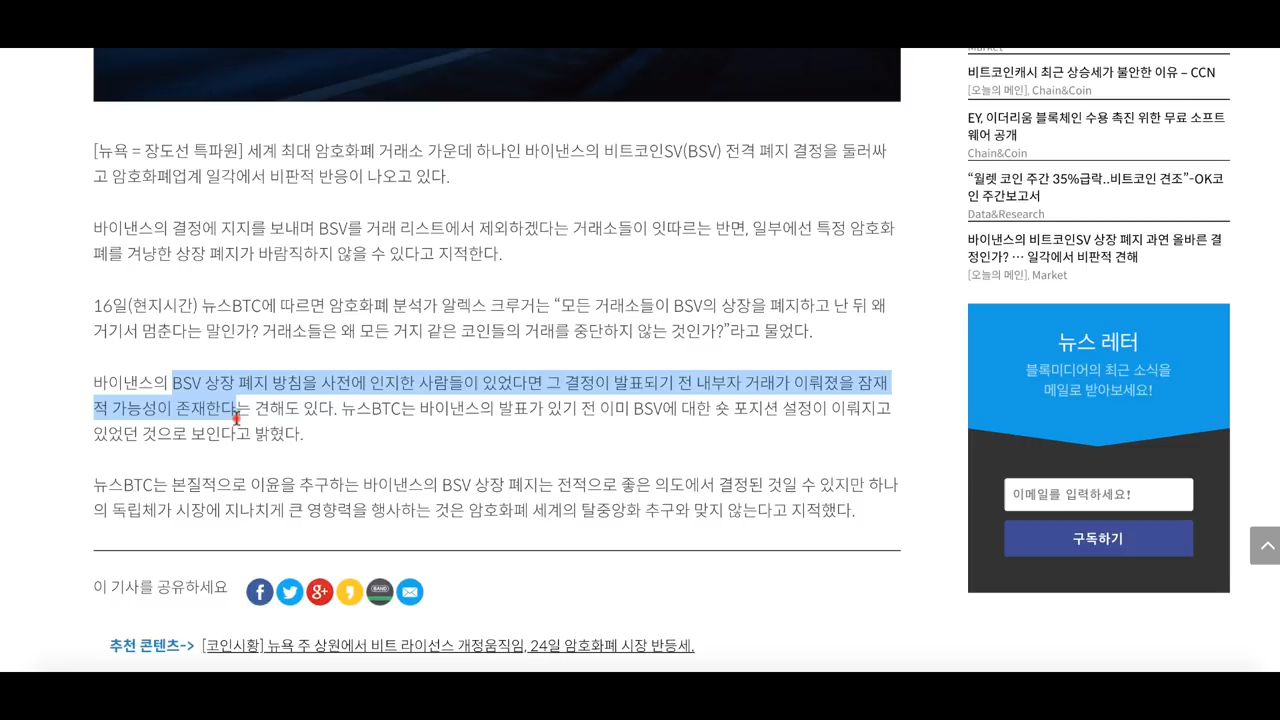 [뉴욕 = 장도선 특파원] 세계 최대 암호화폐 거래소 가운데 하나인 바이낸스의 비트코인SV(BSV) 전격 폐지 결정을 둘러싸
고 암호화폐업계 일각에서 비판적 반응이 나오고 있다.
바이낸스의 결정에 지지를 보내며 BSV를 거래 리스트에서 제외하겠다는 거래소들이 잇따르는 반면, 일부에선 특정 암호화
폐를 겨냥한 상장 폐지가 바람직하지 않을 수 있다고 지적한다.
16일(현지시간) 뉴스BTC에 따르면 암호화폐 분석가 알렉스 크루거는 “모든 거래소들이 BSV의 상장을 폐지하고 난 뒤 왜
거기서 멈춘다는 말인가? 거래소들은 왜 모든 거지 같은 코인들의 거래를 중단하지 않는 것인가?”라고 물었다.
바이낸스의 BSV 상장 폐지 방침을 사전에 인지한 사람들이 있었다면 그 결정이 발표되기 전 내부자 거래가 이뤄졌을 잠재
적 가능성이 존재한다는 견해도 있다. 뉴스BTC는 바이낸스의 발표가 있기 전 이미 BSV에 대한 숏 포지션 설정이 이뤄지고
있었던 것으로 보인다고 밝혔다.
뉴스BTC는 본질적으로 이윤을 추구하는 바이낸스의 BSV 상장 폐지는 전적으로 좋은 의도에서 결정된 것일 수 있지만 하나
의 독립체가 시장에 지나치게 큰 영향력을 행사하는 것은 암호화폐 세계의 탈중앙화 추구와 맞지 않는다고 지적했다.
이 기사를 공유하세요
f
g+
BAND
추천 콘텐츠-> [코인시황] 뉴욕 주 상원에서 비트 라이선스 개정움직임, 24일 암호화폐 시장 반등세.
Market
비트코인캐시 최근 상승세가 불안한 이유 – CCN
[오늘의 메인], Chain&Coin
EY, 이더리움 블록체인 수용 촉진 위한 무료 소프트
웨어 공개
Chain&Coin
“월렛 코인 주간 35%급락..비트코인 견조”-OK코
인 주간보고서
Data&Research
바이낸스의 비트코인SV 상장 폐지 과연 올바른 결
정인가? … 일각에서 비판적 견해
[오늘의 메인], Market
뉴스 레터
블록미디어의 최근 소식을
메일로 받아보세요!
이메일를 입력하세요!
구독하기